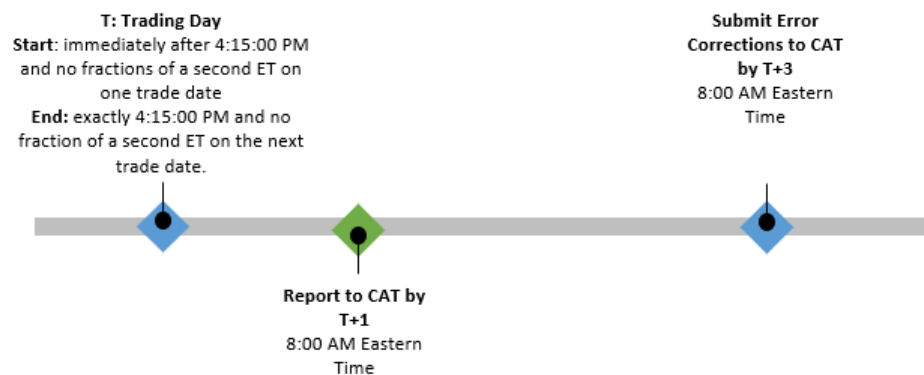 T: Trading Day
Start: immediately after 4:15:00 PM
and no fractions of a second ET on
one trade date
End: exactly 4:15:00 PM and no
fraction of a second ET on the next
trade date.
Submit Error
Corrections to CAT
by T+3
8:00 AM Eastern
Time
Report to CAT by
T+1
8:00 AM Eastern
Time